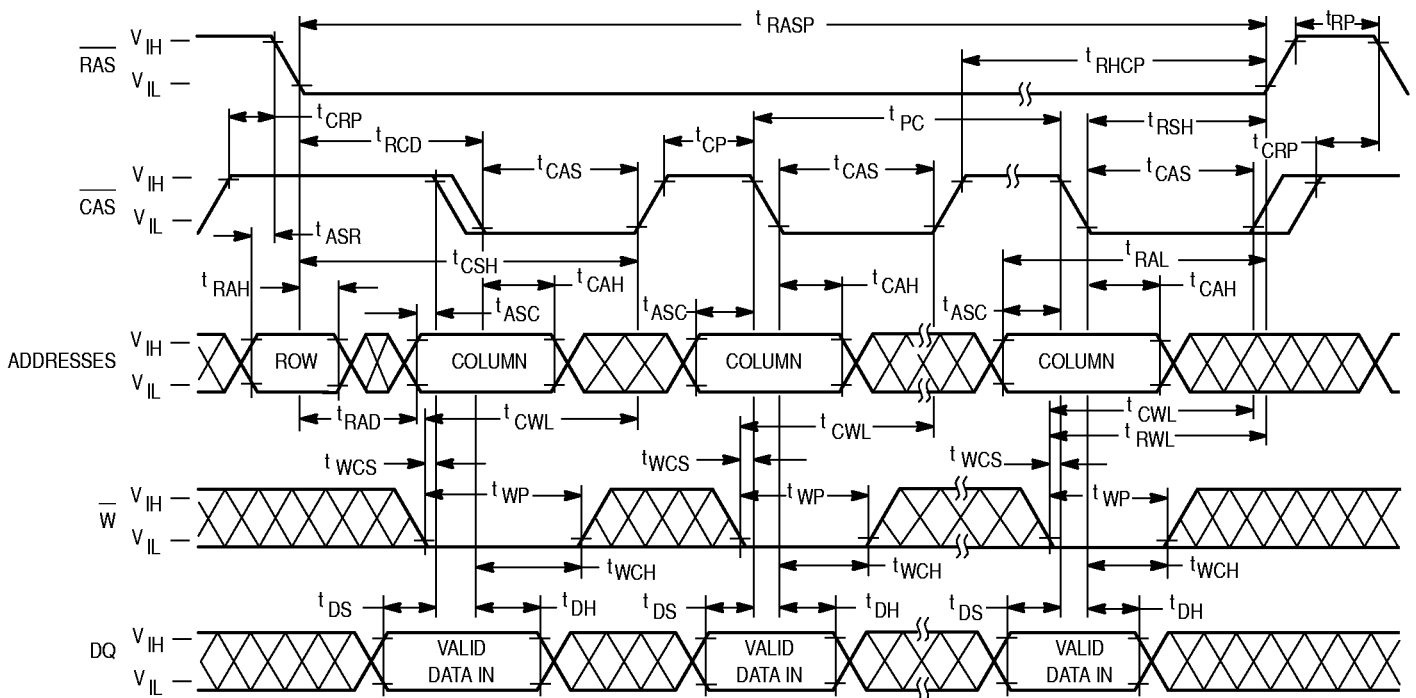 t RASP
t RP
V IH
RAS
V IL
t RHCP
t CRP
t RCD
t PC
t RSH
t CP
t CRP
V IH
CAS
V IL
t CAS
t CAS
t CAS
t ASR
t CSH
t RAL
t RAH
t CAH
t CAH
t CAH
t ASC
t ASC
t ASC
V IH
ADDRESSES
V IL
ROW
COLUMN
COLUMN
COLUMN
t RAD
t CWL
t CWL
t CWL
t RWL
t WCS
t WCS
t WCS
t WP
t WP
t WP
V IH
W
V IL
t WCH
t WCH
t WCH
t DS
t DH
t DS
t DH
t DS
t DH
V IH
DQ
V IL
VALID
DATA IN
VALID
DATA IN
VALID
DATA IN